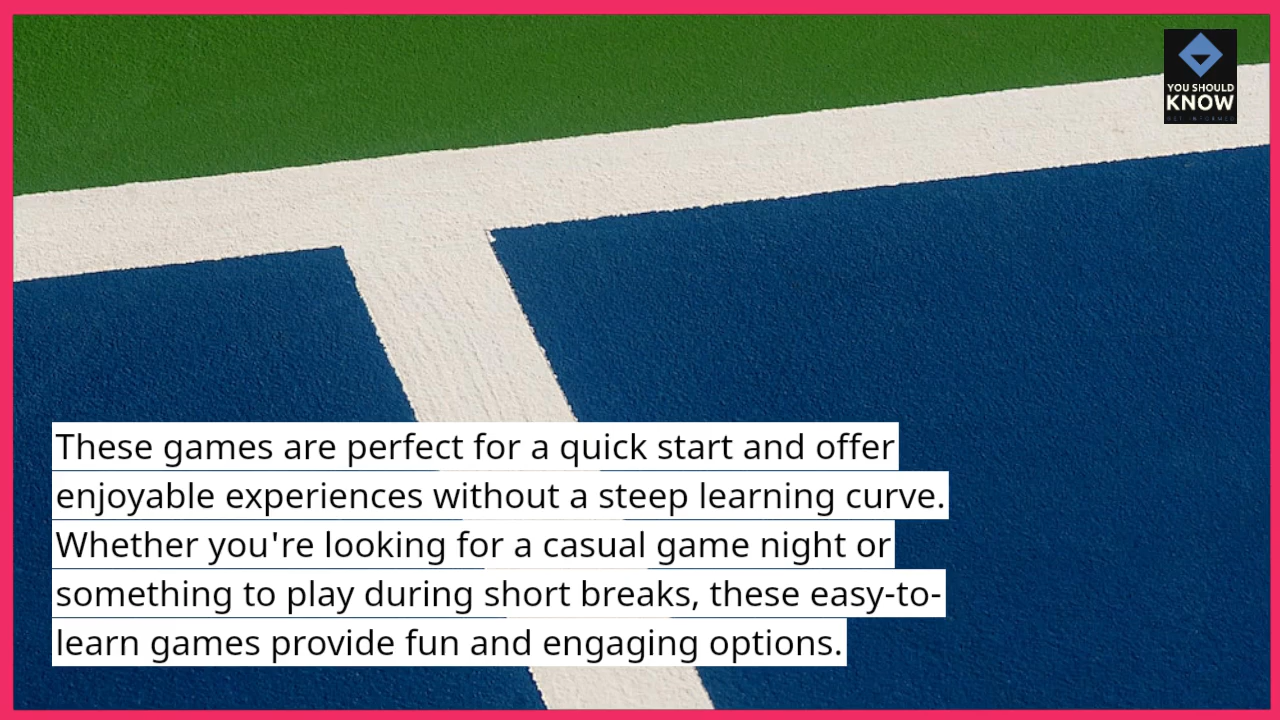 YOU SHOULD
KNOW
GET INFORMED
These games are perfect for a quick start and offer
enjoyable experiences without a steep learning curve.
Whether you're looking for a casual game night or
something to play during short breaks, these easy-to-
learn games provide fun and engaging options.